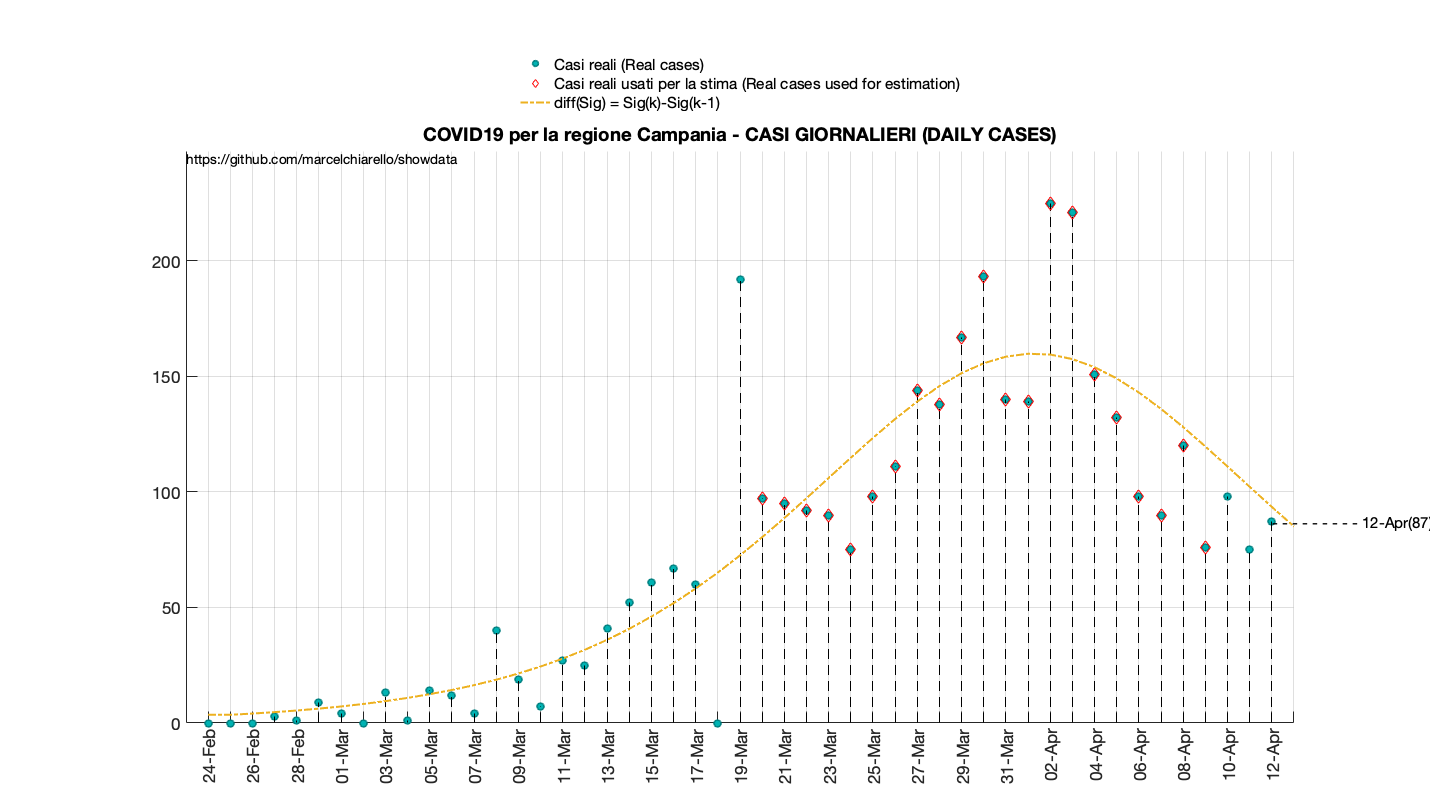 Casi reali (Real cases)
Casi reali usati per la stima (Real cases used for estimation)
diff(Sig) = Sig(k)-Sig(k-1)
COVID19 per la regione Campania - CASI GIORNALIERI (DAILY CASES)
https://github.com/marcelchiarello/showdata
200
150
100
50
0
12-Apr(87)
24-Feb
26-Feb
28-Feb
01-Mar
03-Mar
05-Mar
07-Mar
09-Mar
11-Mar
13-Mar
15-Mar
17-Mar
19-Mar
21-Mar
23-Mar
25-Mar
27-Mar
29-Mar
31-Mar
02-Apr
04-Apr
06-Apr
08-Apr
10-Apr
12-Apr